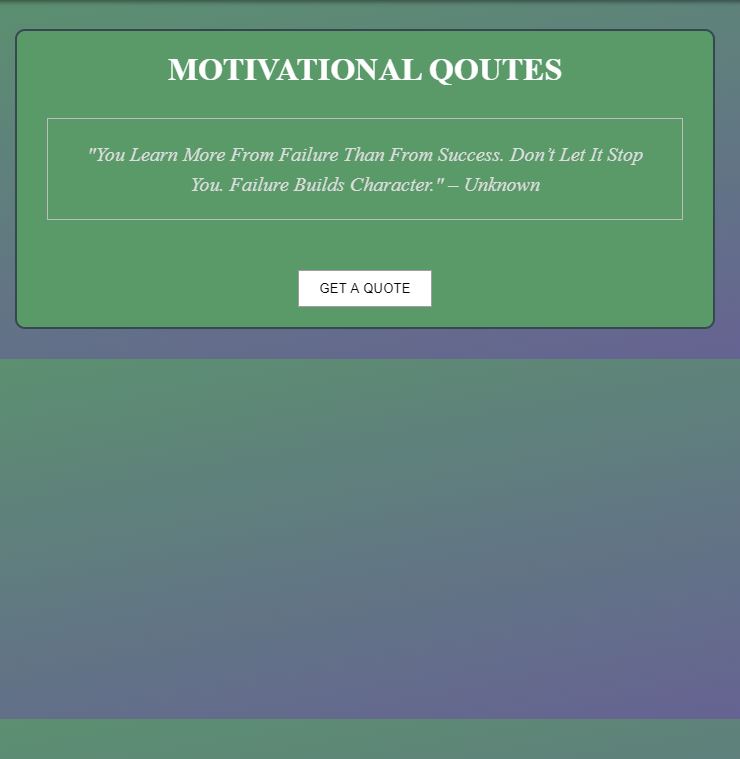 MOTIVATIONAL QOUTES
"You Learn More From Failure Than From Success. Don’t Let It Stop
You. Failure Builds Character." – Unknown
GET A QUOTE